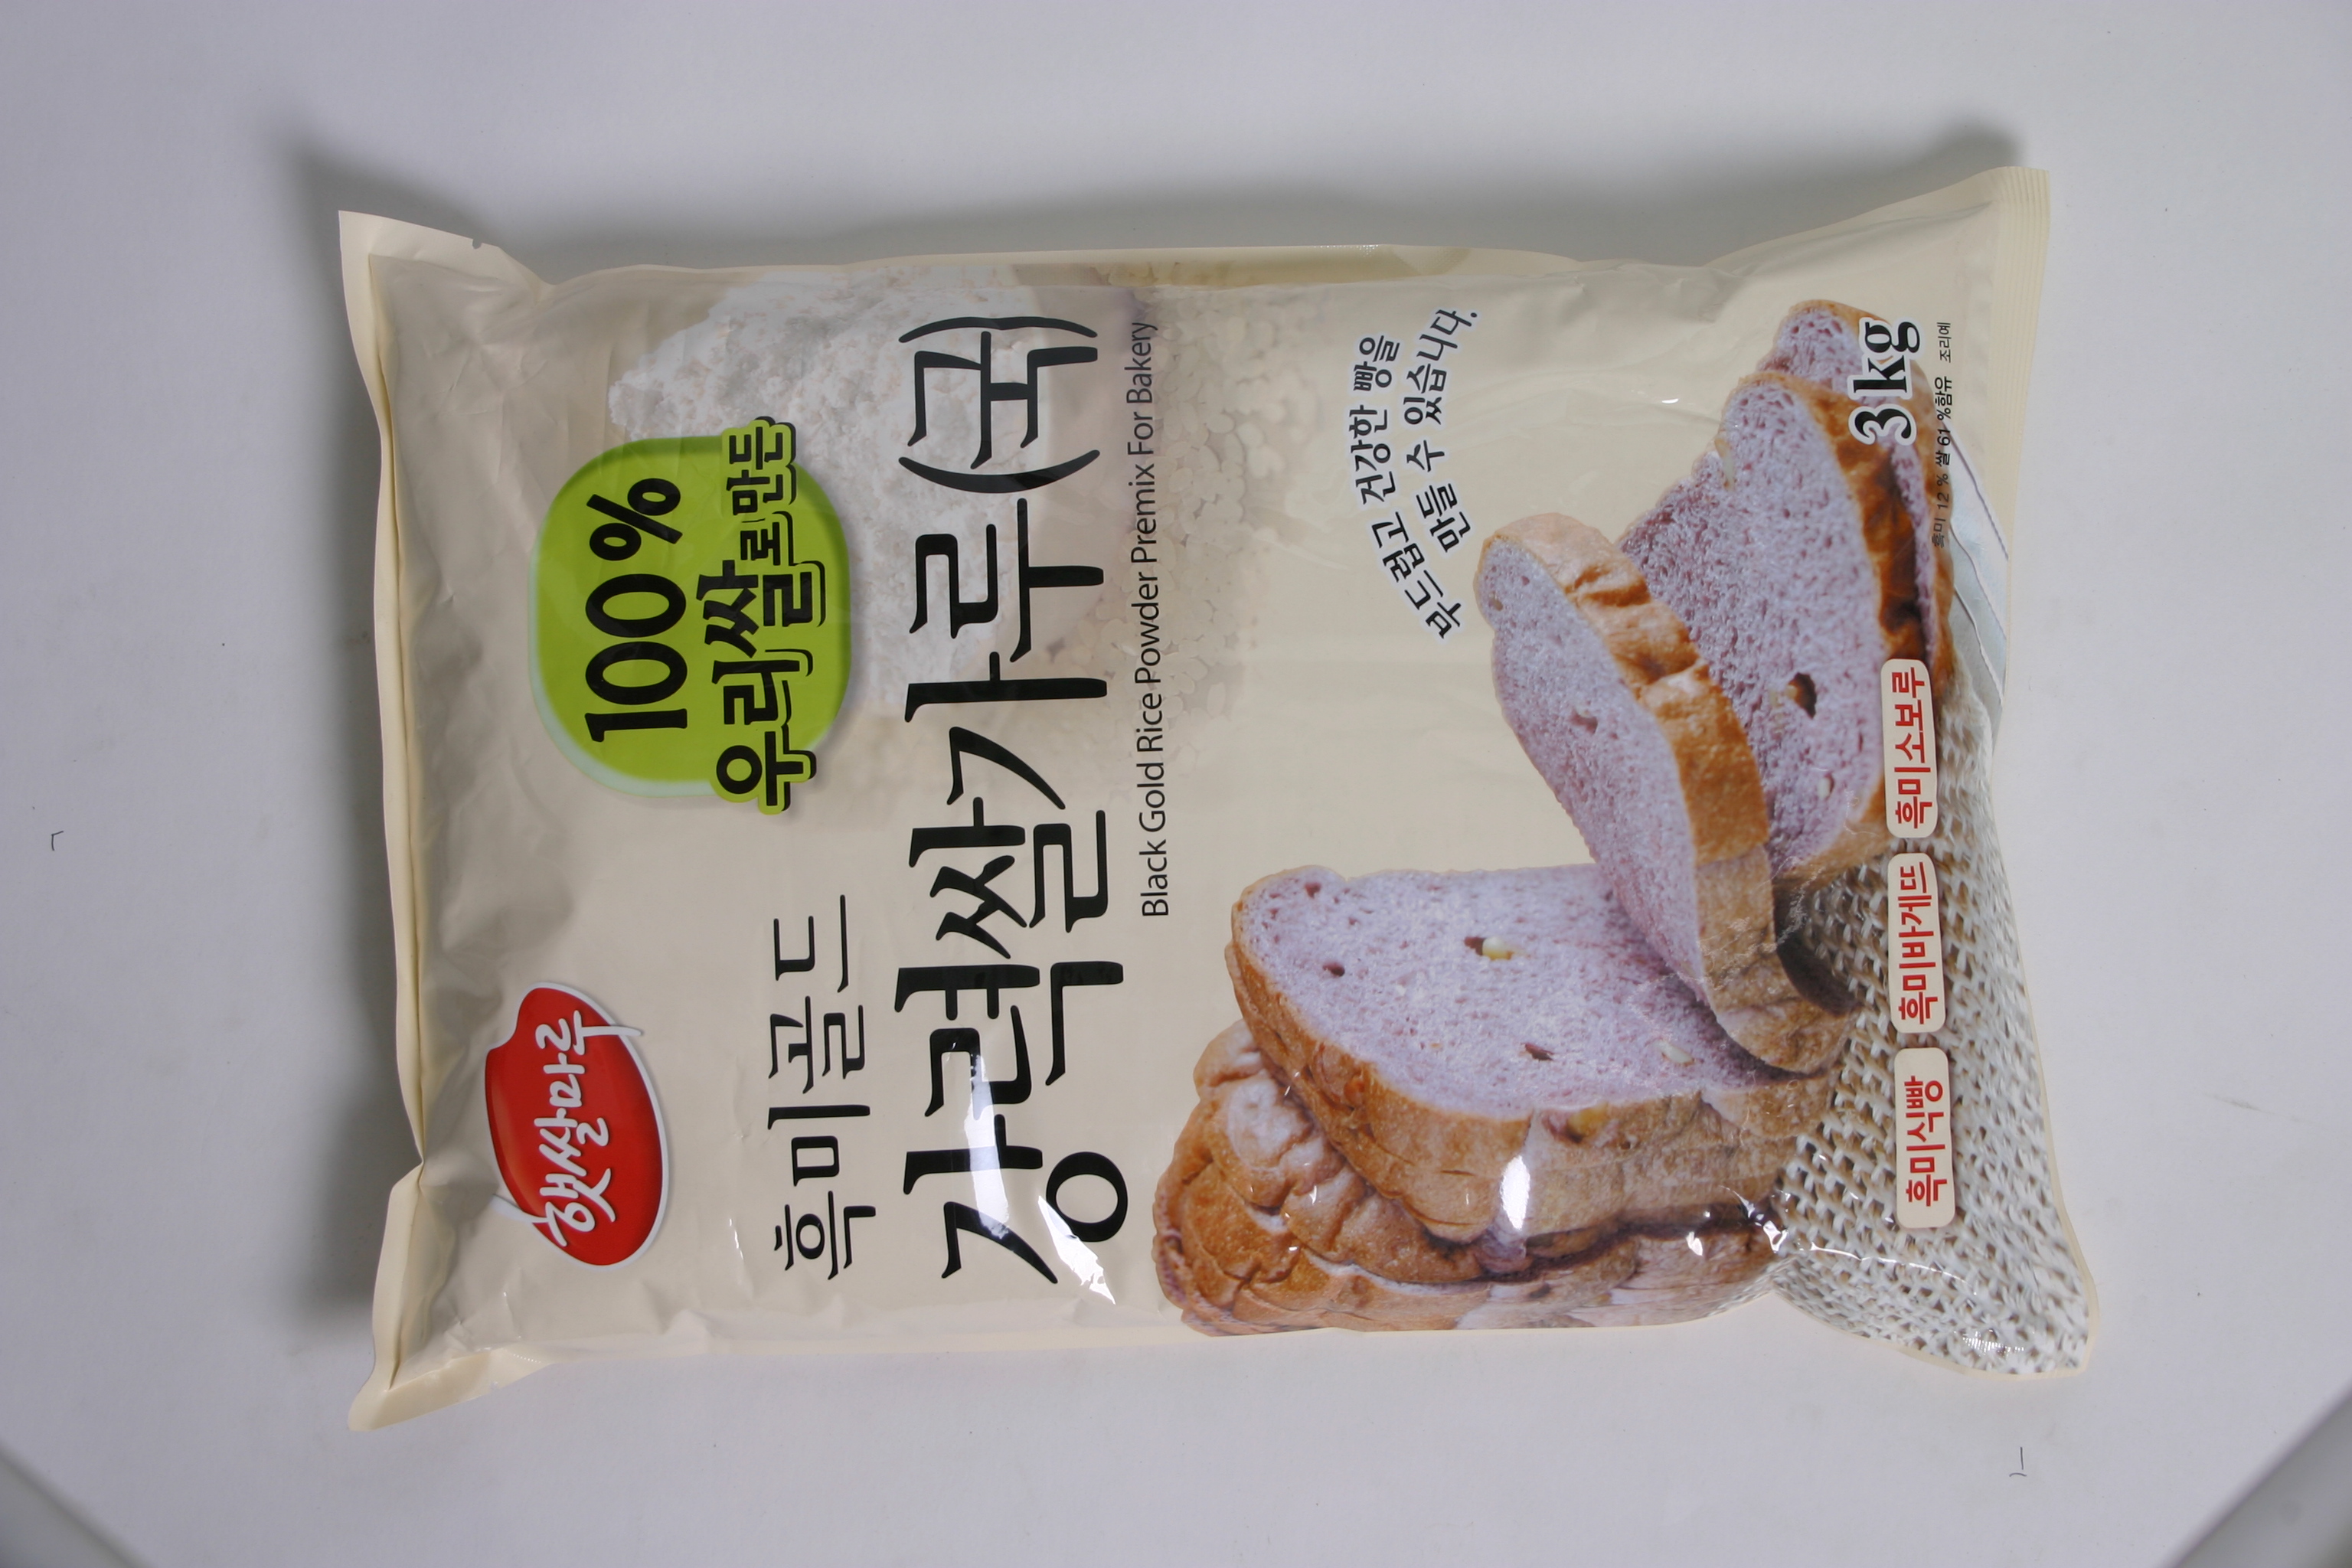 햇쌀마루
100%
우리쌀로만든
흑미골드
강력쌀가루(국)
Black Gold Rice Powder Premix For Bakery
부드럽고 건강한 빵을
만들 수 있습니다.
흑미식빵 흑미바게뜨 흑미소보루
3kg
흑미 12 % 쌀 61 %함유 조리예